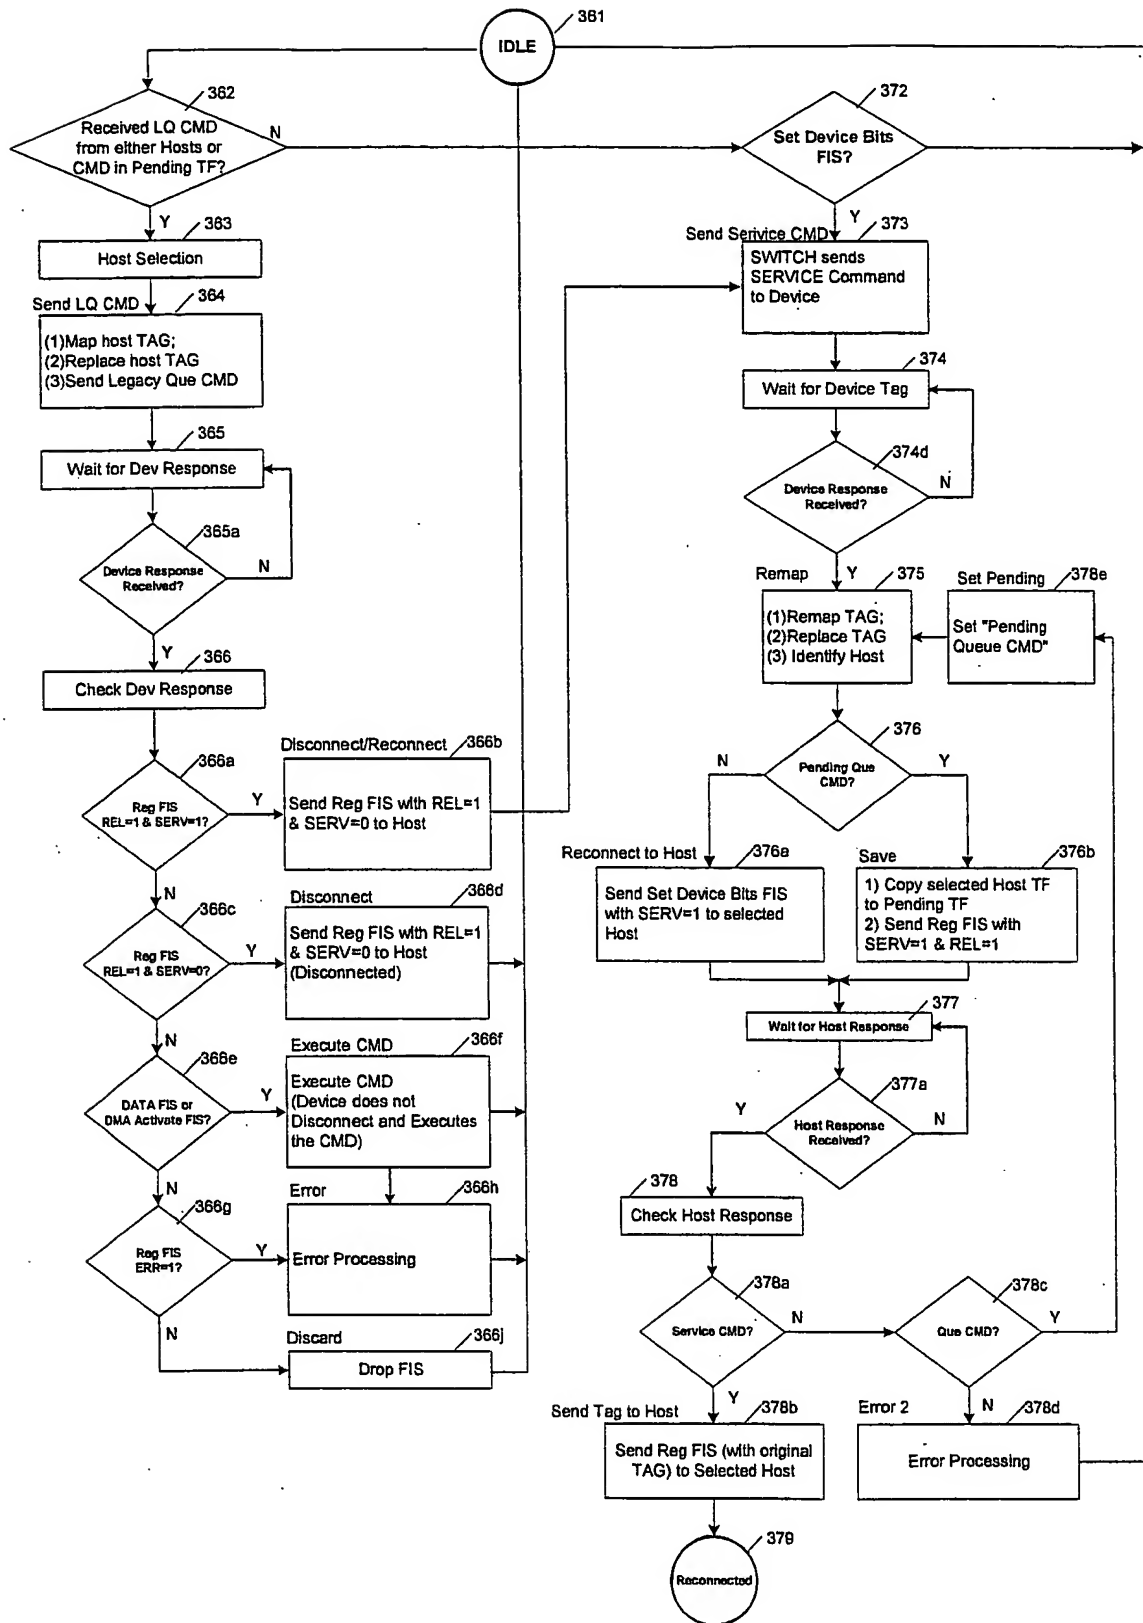 381
IDLE
362
Received LQ CMD
from either Hosts or
CMD in Pending TF?
N
Y
372
Set Device Bits
FIS?
Y
383
Host Selection
Send LQ CMD
364
(1)Map host TAG;
(2)Replace host TAG
(3)Send Legacy Que CMD
Send Serivice CMD
373
SWITCH sends
SERVICE Command
to Device
365
Wait for Dev Response
374
Wait for Device Tag
365a
Device Response
Received?
N
Y
374d
Device Response
Received?
N
Y
366
Check Dev Response
Remap
375
(1)Remap TAG;
(2)Replace TAG
(3) Identify Host
Set Pending
378e
Set "Pending
Queue CMD"
366a
Reg FIS
REL=1 & SERV=1?
Y
N
Disconnect/Reconnect
366b
Send Reg FIS with REL=1
& SERV=0 to Host
376
Pending Que
CMD?
N
Y
Reconnect to Host
376a
Send Set Device Bits FIS
with SERV=1 to selected
Host
Save
376b
1) Copy selected Host TF
to Pending TF
2) Send Reg FIS with
SERV=1 & REL=1
366c
Reg FIS
REL=1 & SERV=0?
Y
N
Disconnect
366d
Send Reg FIS with REL=1
& SERV=0 to Host
(Disconnected)
377
Wait for Host Response
366e
DATA FIS or
DMA Activate FIS?
Y
N
Execute CMD
366f
Execute CMD
(Device does not
Disconnect and Executes
the CMD)
377a
Host Response
Received?
Y
N
366g
Reg FIS
ERR=1?
Y
N
Error
366h
Error Processing
378
Check Host Response
Discard
366j
Drop FIS
378a
Service CMD?
N
Y
378c
Que CMD?
Y
N
Send Tag to Host
378b
Send Reg FIS (with original
TAG) to Selected Host
Error 2
378d
Error Processing
379
Reconnected